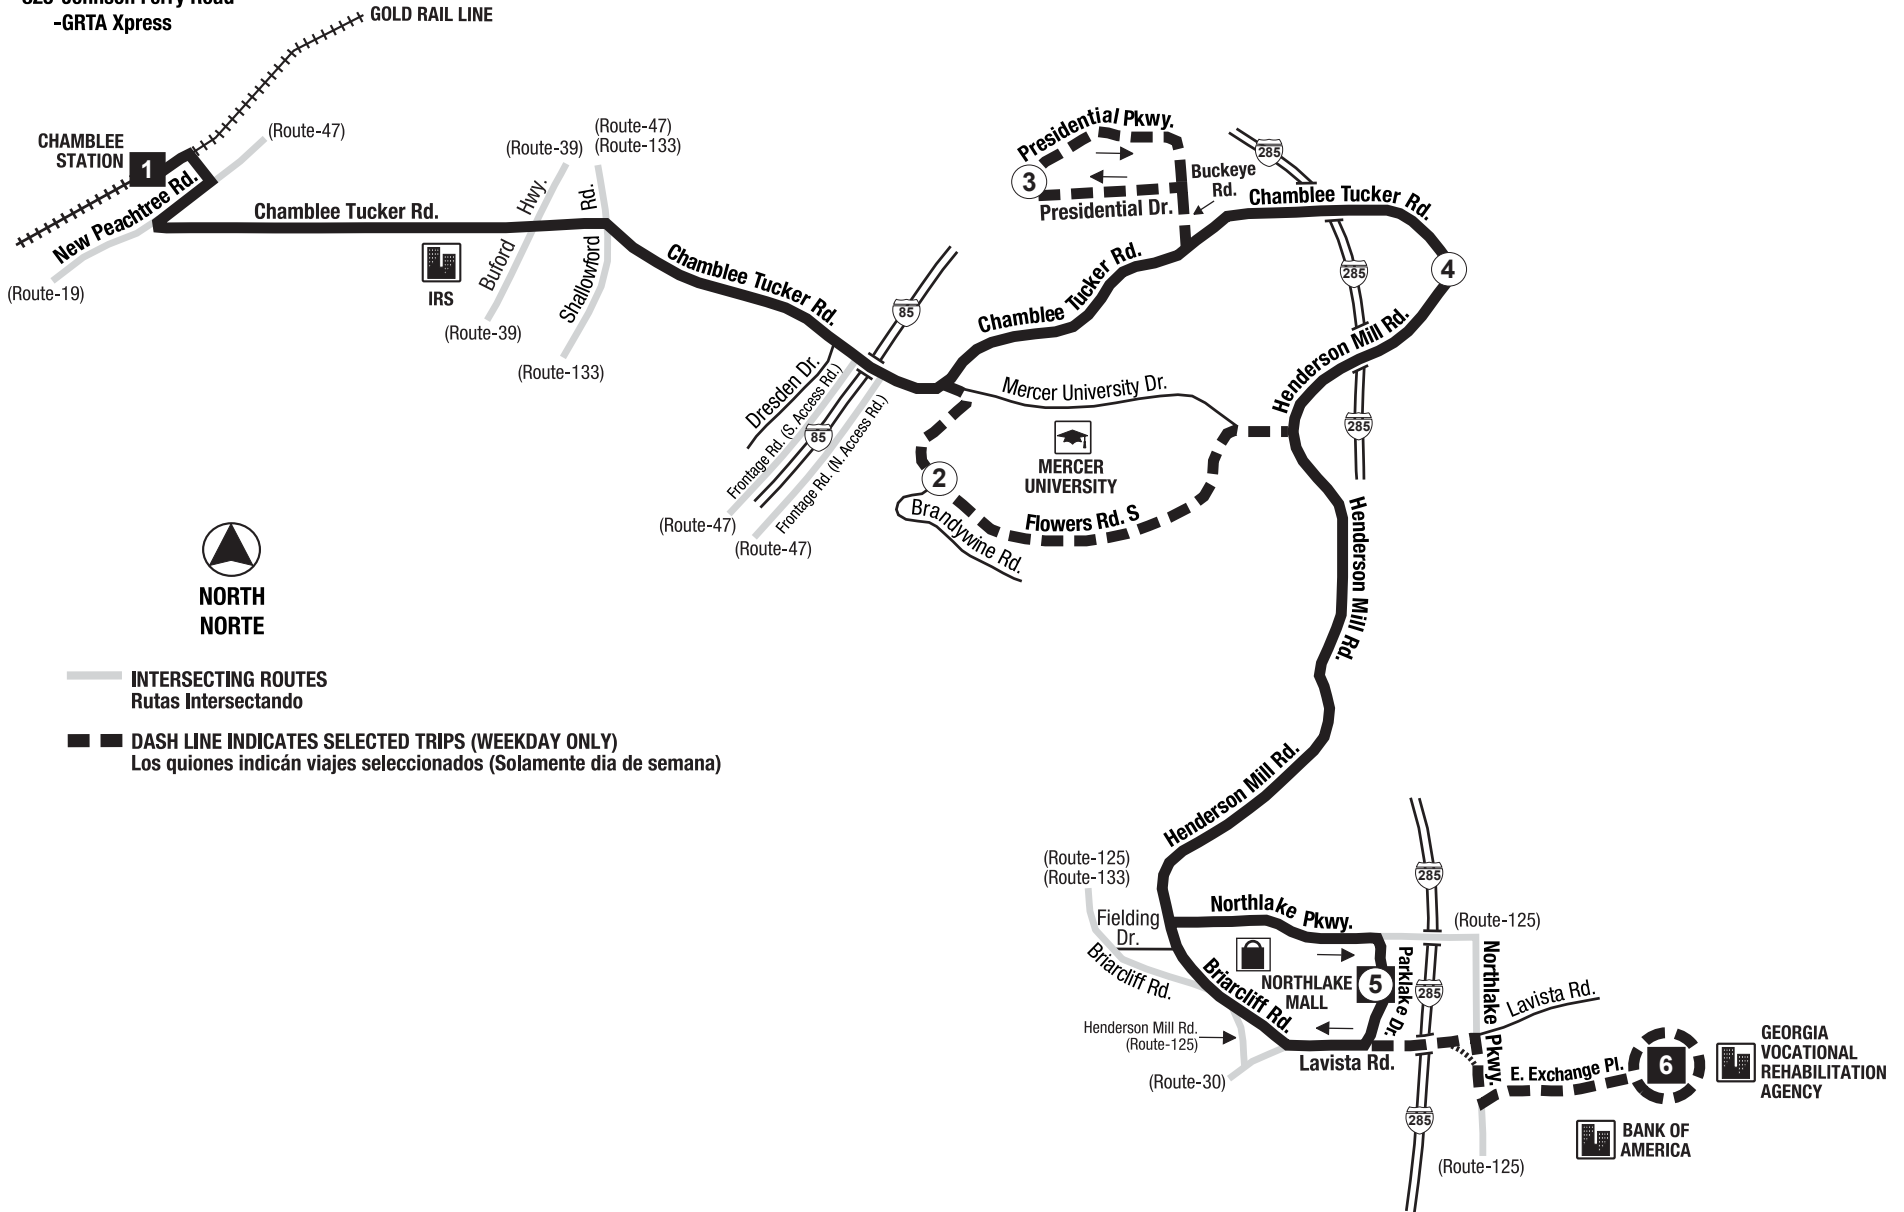 -GRTA Xpress
GOLD RAIL LINE
CHAMBLEE
STATION
1
(Route-47)
New Peachtree Rd.
(Route-19)
Chamblee Tucker Rd.
IRS
(Route-39)
Buford Hwy.
(Route-39)
(Route-47)
(Route-133)
Shallowford Rd.
(Route-133)
Chamblee Tucker Rd.
85
Dresden Dr.
Frontage Rd. (S. Access Rd.)
85
Frontage Rd. (N. Access Rd.)
(Route-47)
(Route-47)
Presidential Pkwy.
3
Presidential Dr.
Buckeye
Rd.
285
Chamblee Tucker Rd.
Chamblee Tucker Rd.
285
4
Henderson Mill Rd.
285
Mercer University Dr.
MERCER
UNIVERSITY
2
Brandywine Rd.
Flowers Rd. S
Henderson Mill Rd.
NORTH
NORTE
INTERSECTING ROUTES
Rutas Intersectando
DASH LINE INDICATES SELECTED TRIPS (WEEKDAY ONLY)
Los quiones indicán viajes seleccionados (Solamente dia de semana)
Henderson Mill Rd.
(Route-125)
(Route-133)
Fielding
Dr.
Briarcliff Rd.
Northlake Pkwy.
285
(Route-125)
NORTHLAKE
MALL
5
Parklake Dr.
285
Northlake Pkwy.
Lavista Rd.
Briarcliff Rd.
Henderson Mill Rd.
(Route-125)
(Route-30)
Lavista Rd.
E. Exchange Pl.
6
GEORGIA
VOCATIONAL
REHABILITATION
AGENCY
285
BANK OF
AMERICA
(Route-125)